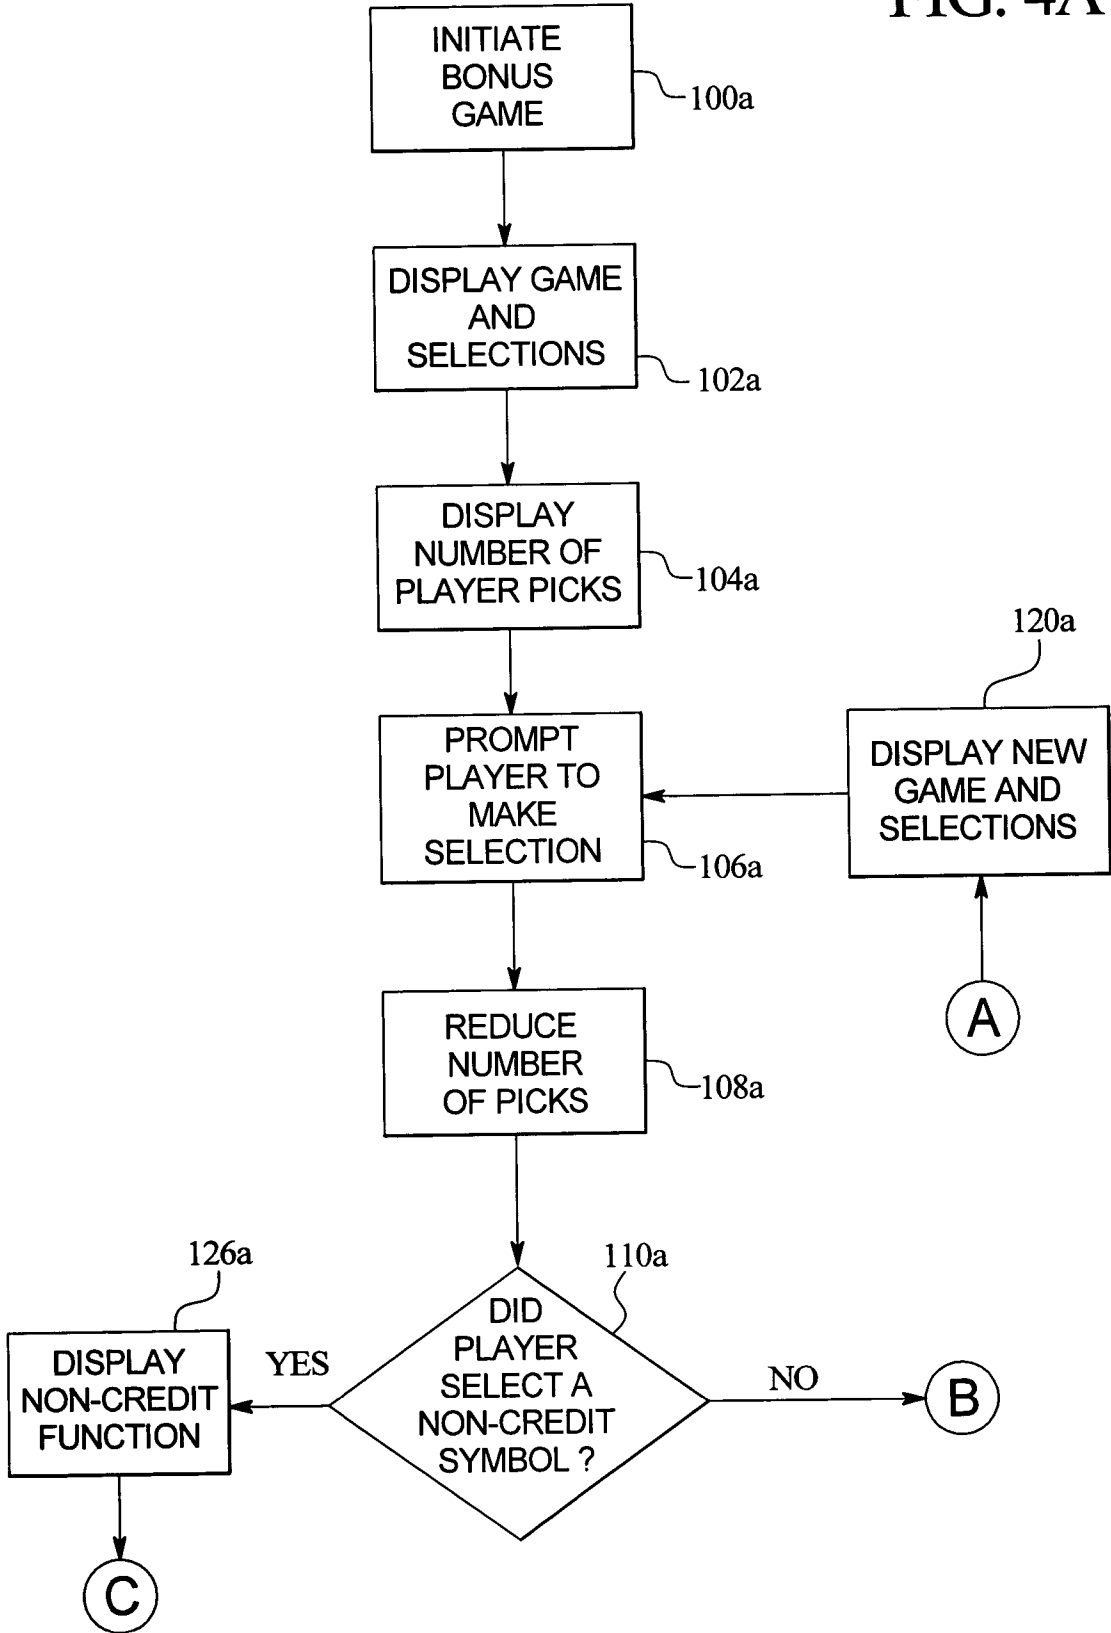 FIG. 4A
INITIATE
BONUS
GAME
100a
DISPLAY GAME
AND
SELECTIONS
102a
DISPLAY
NUMBER OF
PLAYER PICKS
104a
120a
PROMPT
PLAYER TO
MAKE
SELECTION
106a
DISPLAY NEW
GAME AND
SELECTIONS
A
REDUCE
NUMBER
OF PICKS
108a
126a
110a
DID
PLAYER
SELECT A
NON-CREDIT
SYMBOL ?
YES
NO
B
DISPLAY
NON-CREDIT
FUNCTION
C